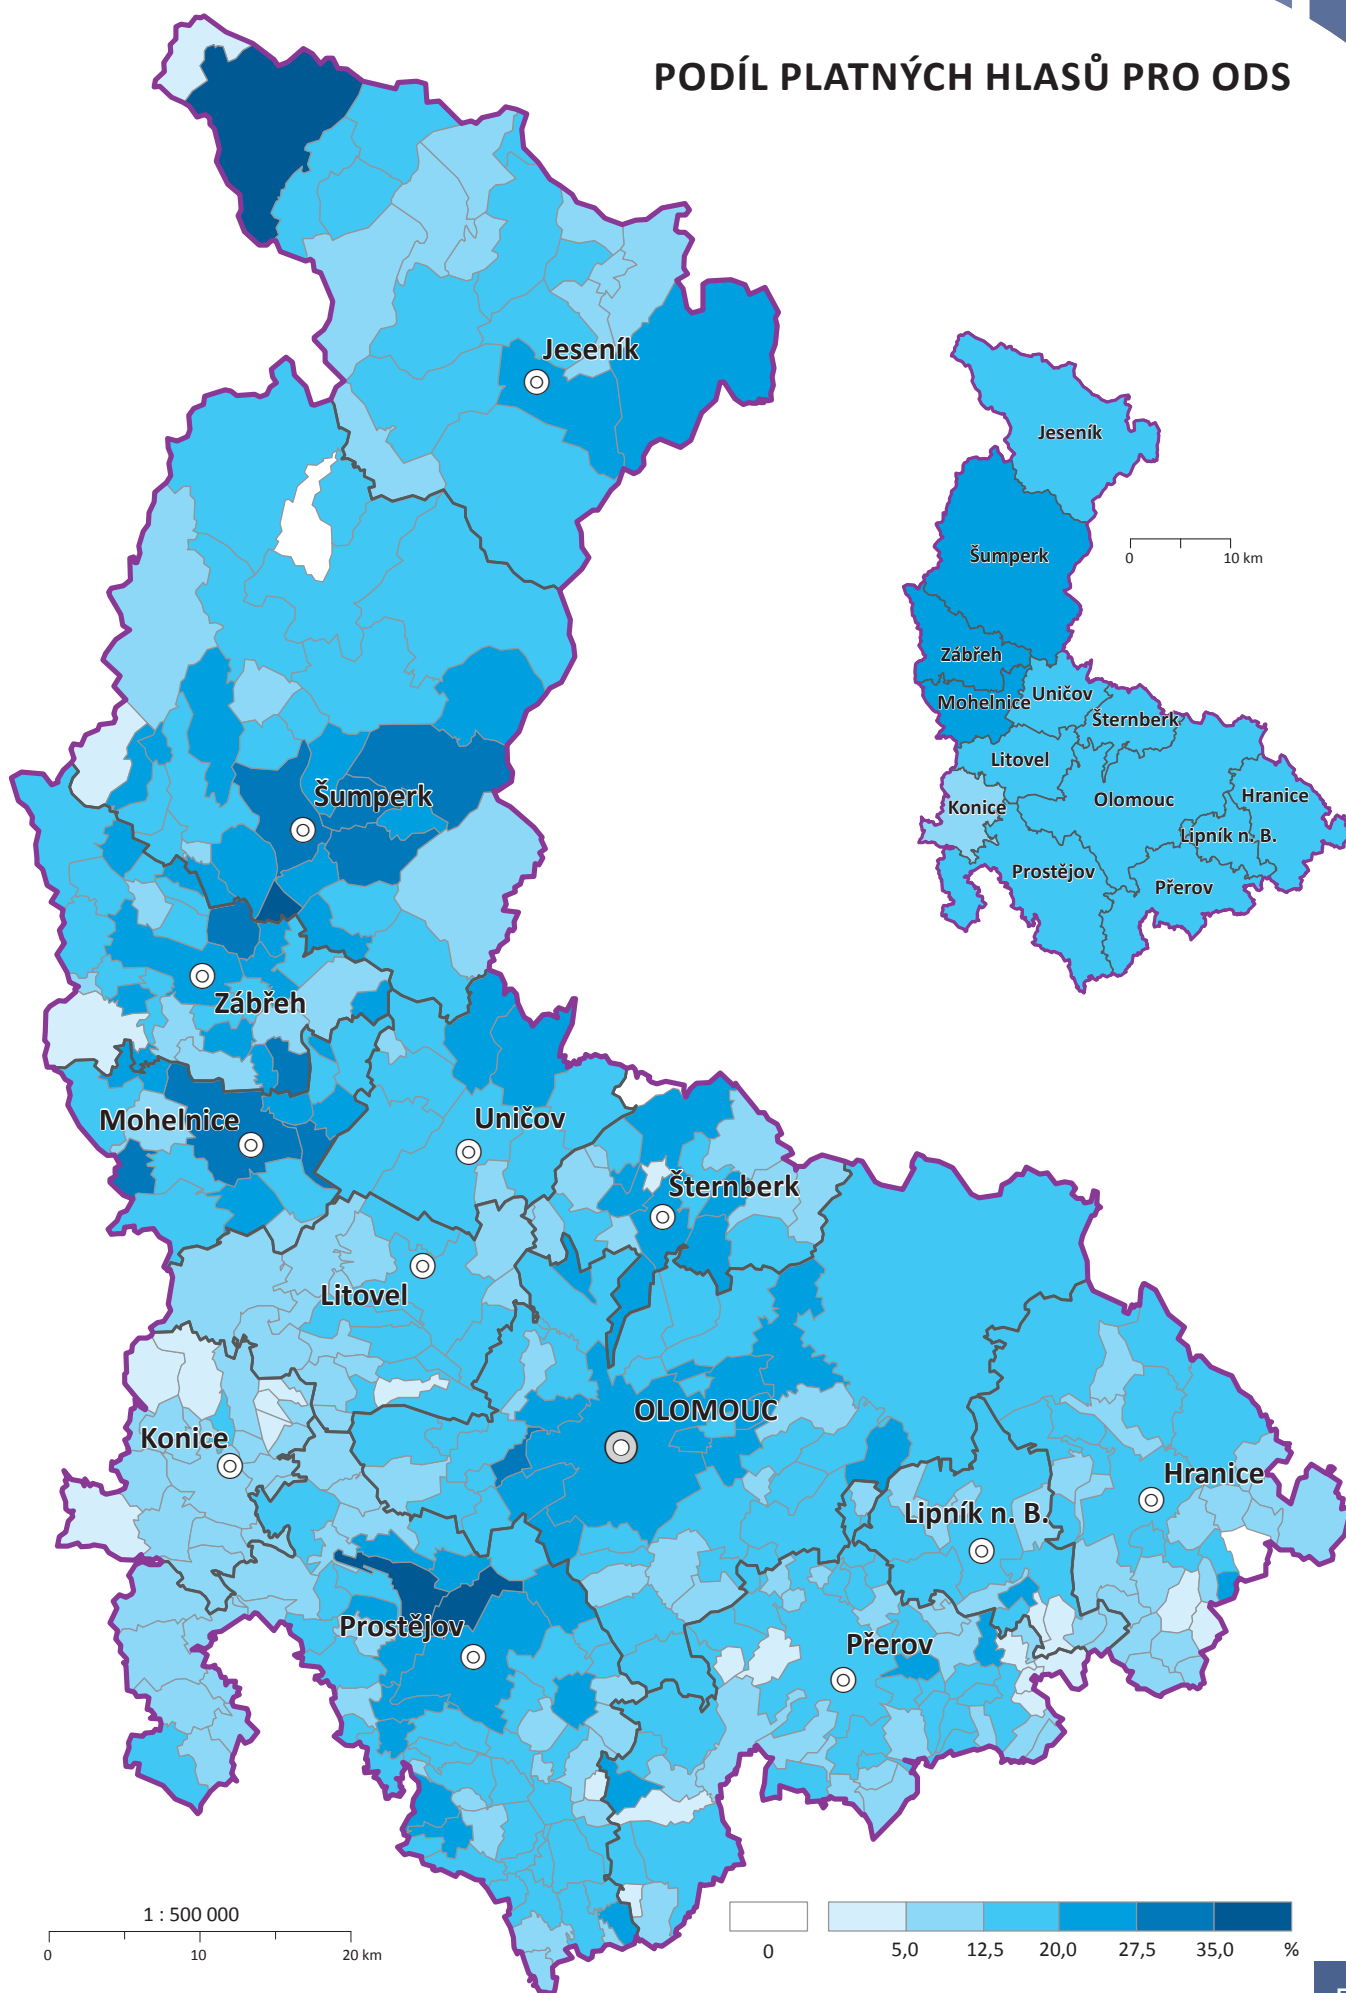 PODÍL PLATNÝCH HLASŮ PRO ODS
Jeseník
Šumperk
Zábřeh
Mohelnice
Uničov
Šternberk
Litovel
OLOMOUC
Konice
Hranice
Lipník n. B.
Prostějov
Přerov
Jeseník
Šumperk
0 10 km
Zábřeh
Uničov
Mohelnice
Šternberk
Litovel
Konice
Olomouc
Hranice
Lipník n. B.
Prostějov
Přerov
1 : 500 000
0 10 20 km
0 5,0 12,5 20,0 27,5 35,0 %